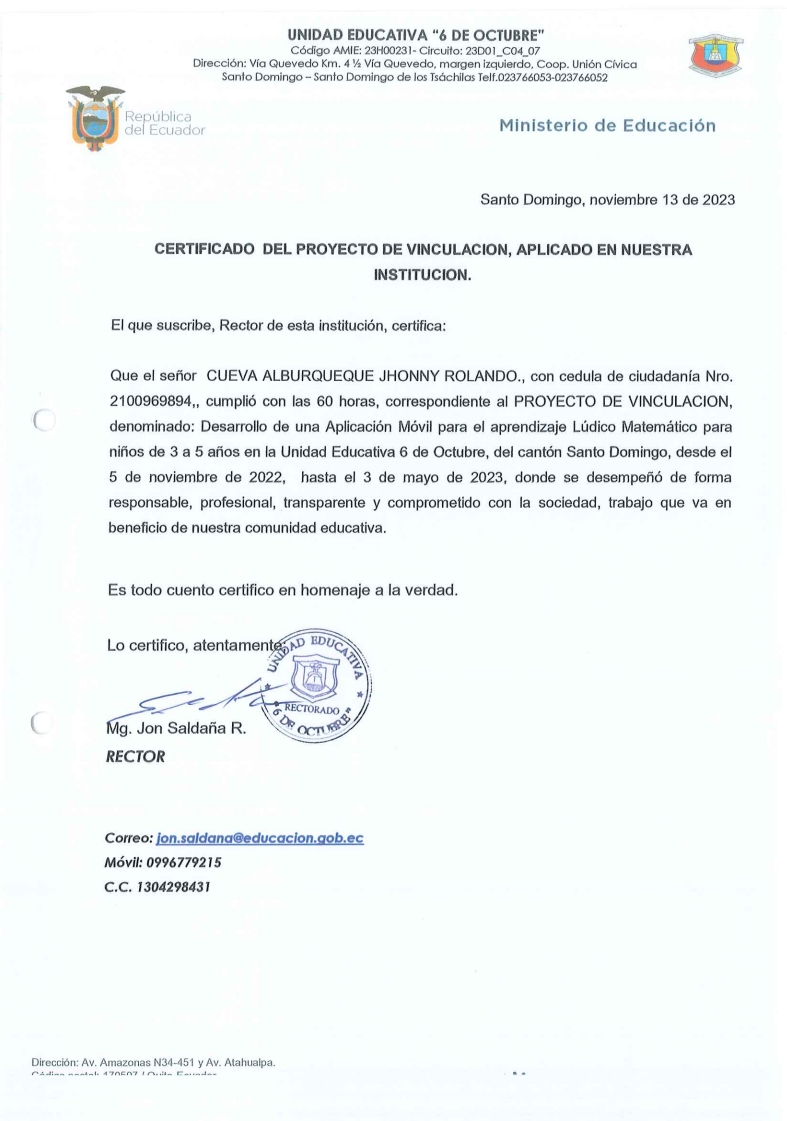 UNIDAD EDUCATIVA "6 DE OCTUBRE"
Código AMIE: 23H00231- Circuito: 23D01_C04_07
Dirección: Vía Quevedo Km. 4 ½ Vía Quevedo, margen izquierdo, Coop. Unión Cívica
Santo Domingo – Santo Domingo de los Tsáchilas Telf.023766053-023766052
República
del Ecuador
Ministerio de Educación
Santo Domingo, noviembre 13 de 2023
CERTIFICADO DEL PROYECTO DE VINCULACION, APLICADO EN NUESTRA
INSTITUCION.
El que suscribe, Rector de esta institución, certifica:
Que el señor CUEVA ALBURQUEQUE JHONNY ROLANDO., con cedula de ciudadanía Nro.
2100969894,, cumplió con las 60 horas, correspondiente al PROYECTO DE VINCULACION,
denominado: Desarrollo de una Aplicación Móvil para el aprendizaje Lúdico Matemático para
niños de 3 a 5 años en la Unidad Educativa 6 de Octubre, del cantón Santo Domingo, desde el
5 de noviembre de 2022, hasta el 3 de mayo de 2023, donde se desempeñó de forma
responsable, profesional, transparente y comprometido con la sociedad, trabajo que va en
beneficio de nuestra comunidad educativa.
Es todo cuento certifico en homenaje a la verdad.
Lo certifico, atentamente;
UNIDAD EDUCATIVA
RECTORADO
"6 DE OCTUBRE"
Mg. Jon Saldaña R.
RECTOR
Correo: jon.saldana@educacion.gob.ec
Móvil: 0996779215
C.C. 1304298431
Dirección: Av. Amazonas N34-451 y Av. Atahualpa.
Código postal: 170507 / Quito-Ecuador